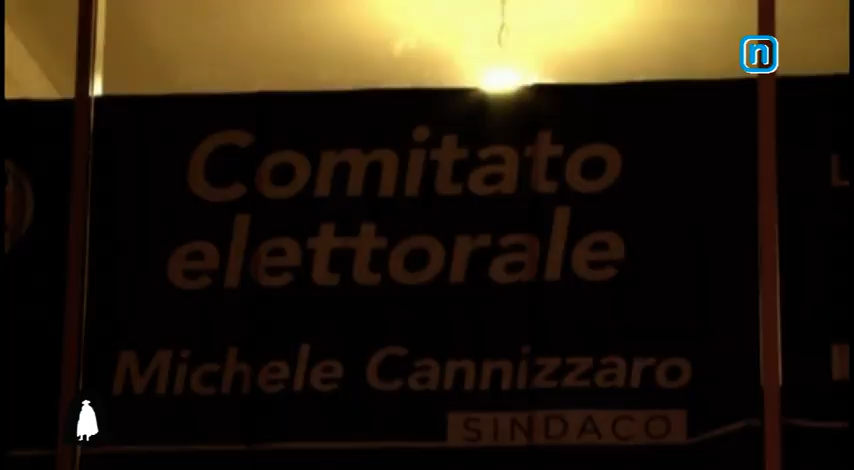 Comitato
elettorale
Michele Cannizzaro
SINDACO
n
L